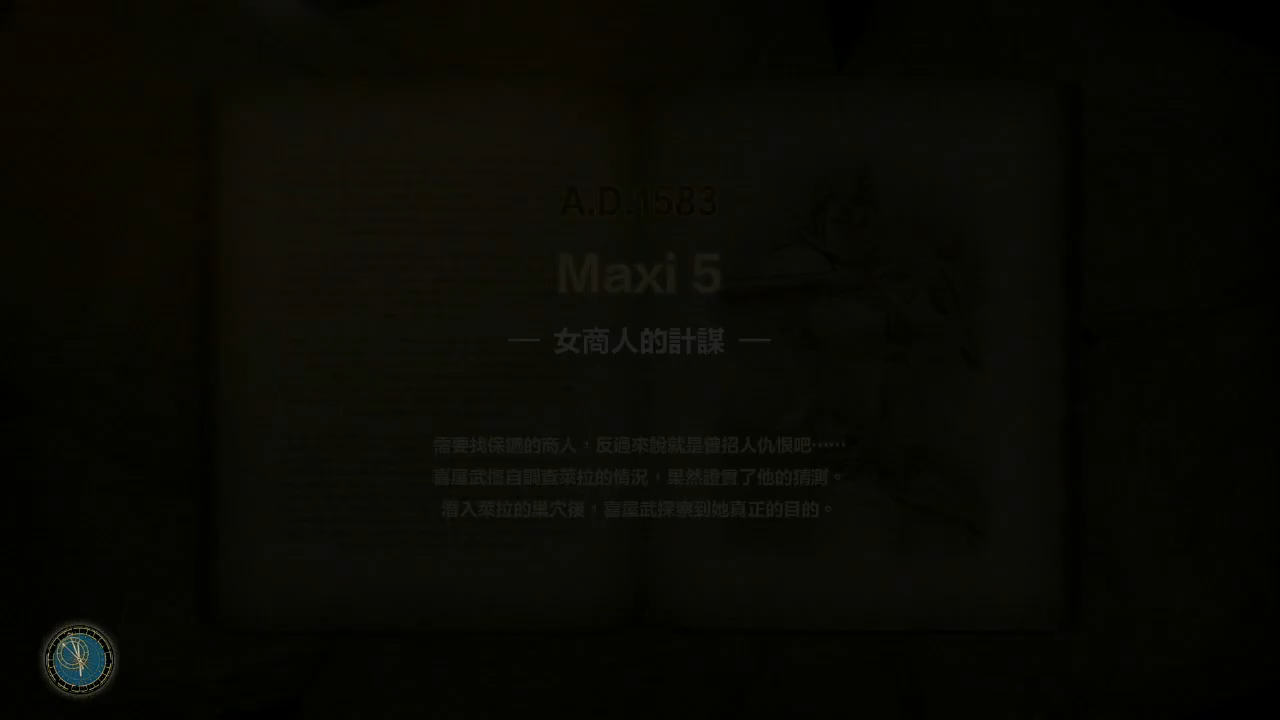 A.D.1583
Maxi 5
— 女商人的計謀 —
需要找保鑣的商人，反過來說就是曾招人仇恨吧……
喜屋武擅自調查萊拉的情況，果然證實了他的猜測。
潛入萊拉的巢穴後，喜屋武探察到她真正的目的。